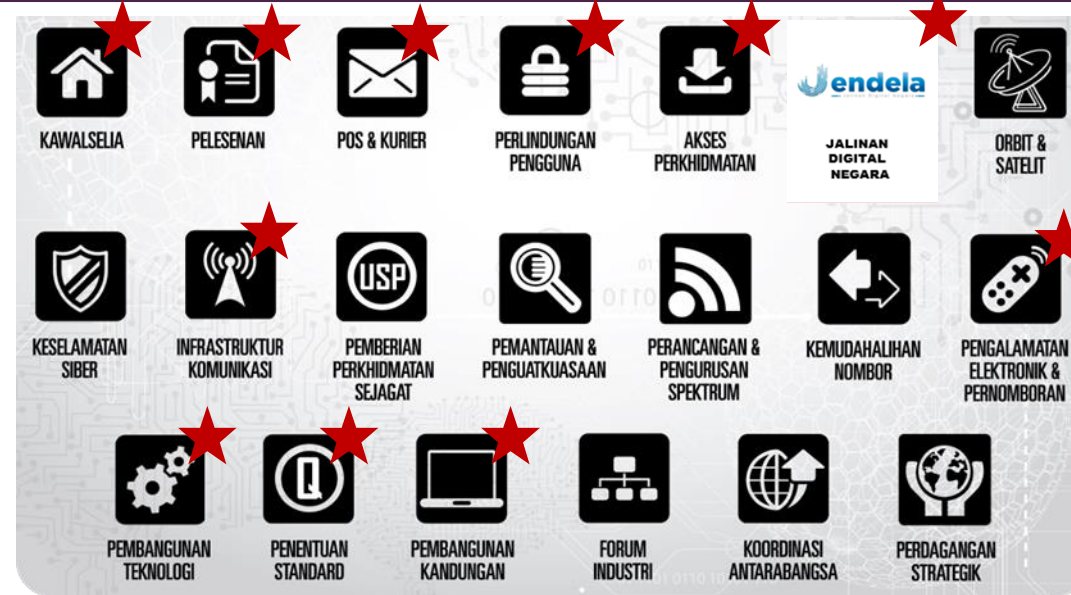 KAWALSELIA
PELESENAN
POS & KURIER
PERLINDUNGAN
PENGGUNA
AKSES
PERKHIDMATAN
endela
JALINAN
DIGITAL
NEGARA
ORBIT &
SATELIT
KESELAMATAN
SIBER
INFRASTRUKTUR
KOMUNIKASI
USP
PEMBERIAN
PERKHIDMATAN
SEJAGAT
PEMANTAUAN &
PENGUATKUASAAN
PERANCANGAN &
PENGURUSAN
SPEKTRUM
KEMUDAHALIHAN
NOMBOR
PENGALAMATAN
ELEKTRONIK &
PERNOMBORAN
PEMBANGUNAN
TEKNOLOGI
Q
PENENTUAN
STANDARD
PEMBANGUNAN
KANDUNGAN
FORUM
INDUSTRI
KOORDINASI
ANTARABANGSA
PERDAGANGAN
STRATEGIK